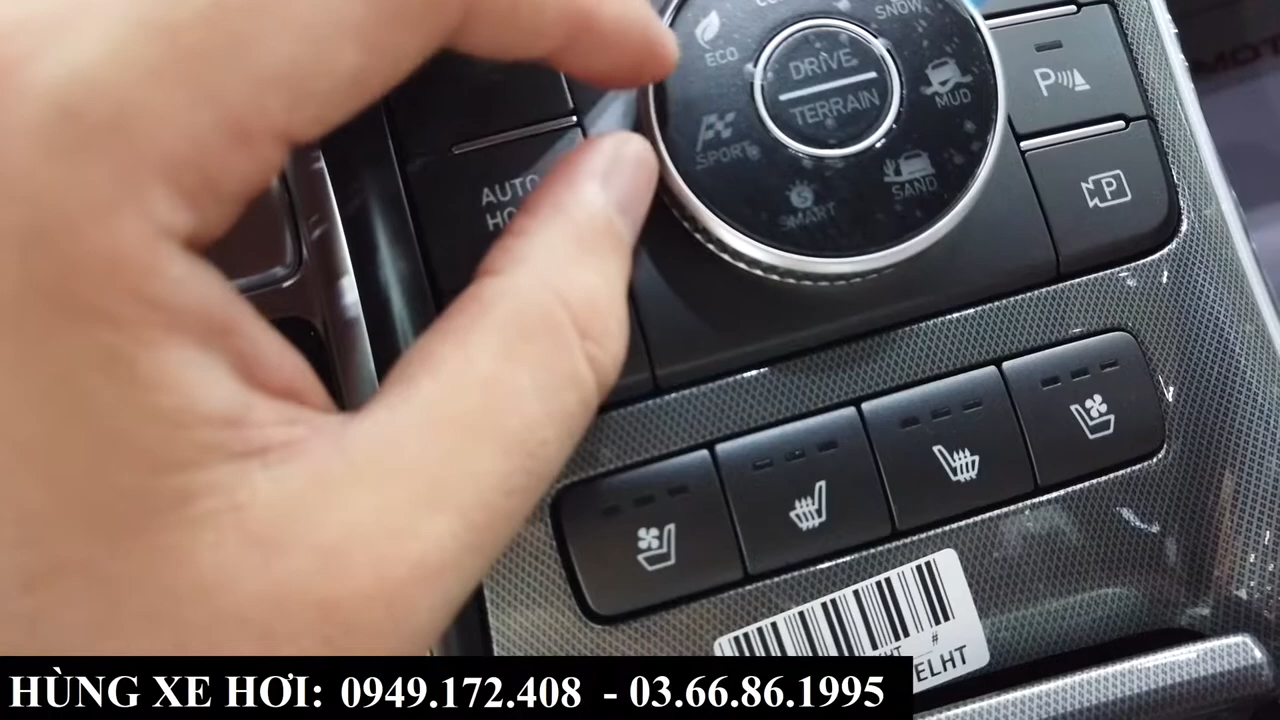 SNOW
ECO
DRIVE
TERRAIN
MUD
P
SPORT
SAND
SMART
AUTO
P
#
ELHT
HÙNG XE HƠI: 0949.172.408 - 03.66.86.1995